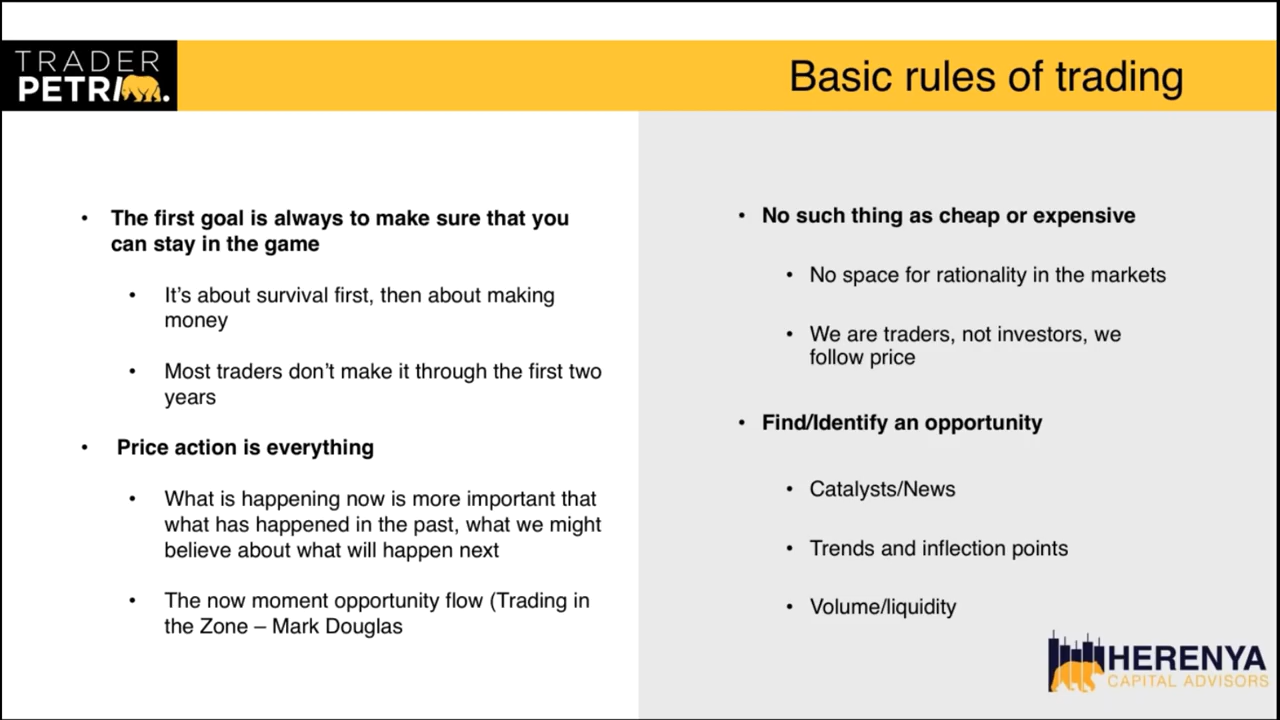 TRADER
PETRI.
Basic rules of trading
• The first goal is always to make sure that you
can stay in the game
• It’s about survival first, then about making
money
• Most traders don’t make it through the first two
years
• Price action is everything
• What is happening now is more important that
what has happened in the past, what we might
believe about what will happen next
• The now moment opportunity flow (Trading in
the Zone – Mark Douglas
• No such thing as cheap or expensive
• No space for rationality in the markets
• We are traders, not investors, we
follow price
• Find/Identify an opportunity
• Catalysts/News
• Trends and inflection points
• Volume/liquidity
HERENYA
CAPITAL ADVISORS